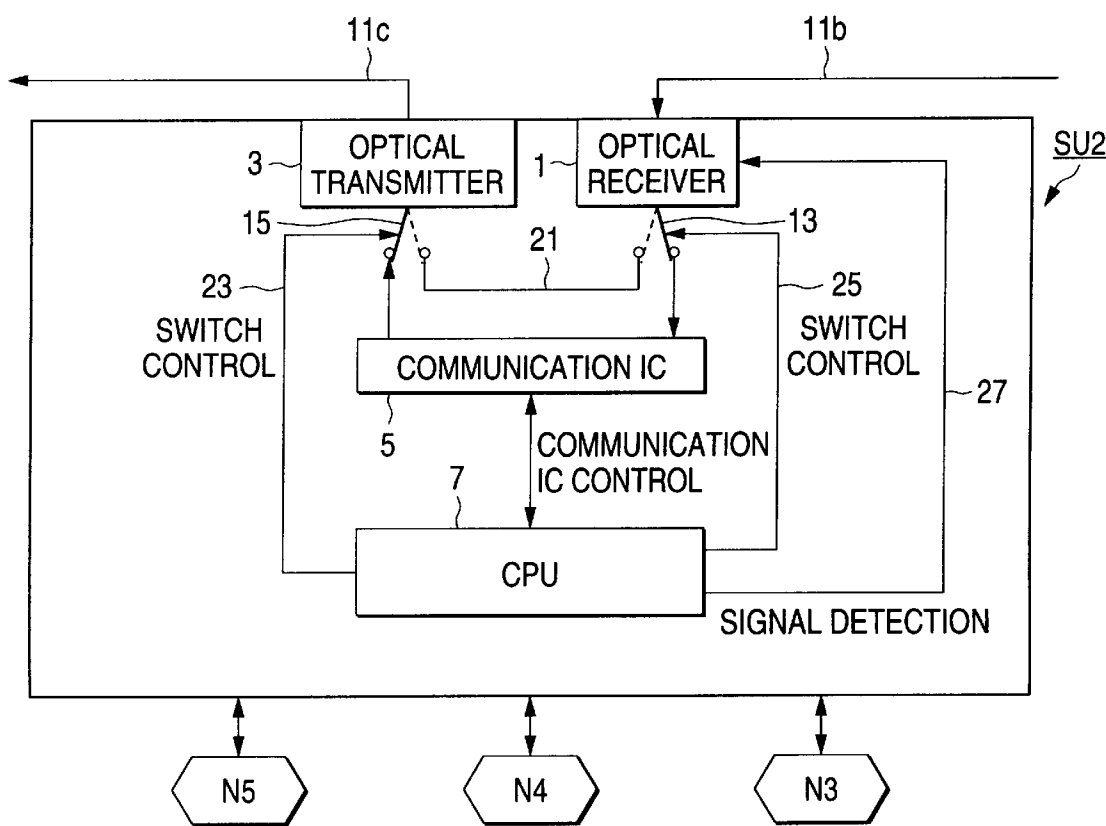 11c
11b
3
OPTICAL
TRANSMITTER
1
OPTICAL
RECEIVER
SU2
15
13
21
23
SWITCH
CONTROL
25
SWITCH
CONTROL
COMMUNICATION IC
27
5
COMMUNICATION
IC CONTROL
7
CPU
SIGNAL DETECTION
N5
N4
N3